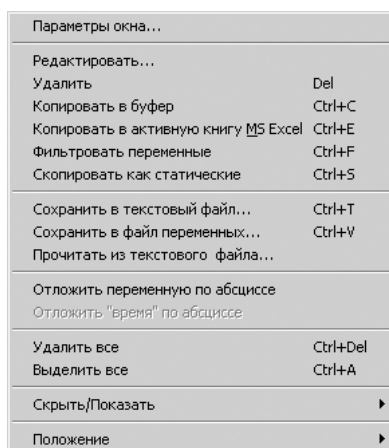 Параметры окна...
Редактировать...
Удалить Del
Копировать в буфер Ctrl+C
Копировать в активную книгу MS Excel Ctrl+E
Фильтровать переменные Ctrl+F
Скопировать как статические Ctrl+S
Сохранить в текстовый файл... Ctrl+T
Сохранить в файл переменных... Ctrl+V
Прочитать из текстового файла...
Отложить переменную по абсциссе
Отложить "время" по абсциссе
Удалить все Ctrl+Del
Выделить все Ctrl+A
Скрыть/Показать
Положение